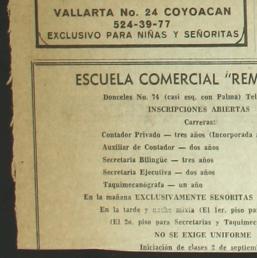 VALLARTA No. 24 COYOACAN
524-39-77
EXCLUSIVO PARA NIÑAS Y SEÑORITAS
ESCUELA COMERCIAL "REM
Donceles No. 74 (casi esq. con Palma) Tel
INSCRIPCIONES ABIERTAS
Carreras:
Contador Privado — tres años (Incorporada
Auxiliar de Contador — dos años
Secretaria Bilingüe — tres años
Secretaria Ejecutiva — dos años
Taquimecanógrafa — un año
En la mañana EXCLUSIVAMENTE SEÑORITAS
En la tarde y noche mixta (El 1er. piso par
(El 2o. piso para Secretarias y Taquimec
NO SE EXIGE UNIFORME
Iniciación de clases 2 de septiem